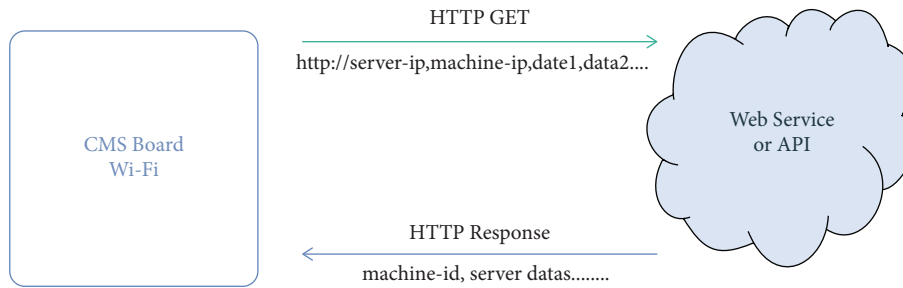 HTTP GET
http://server-ip,machine-ip,date1,data2....
CMS Board
Wi-Fi
Web Service
or API
HTTP Response
machine-id, server datas........